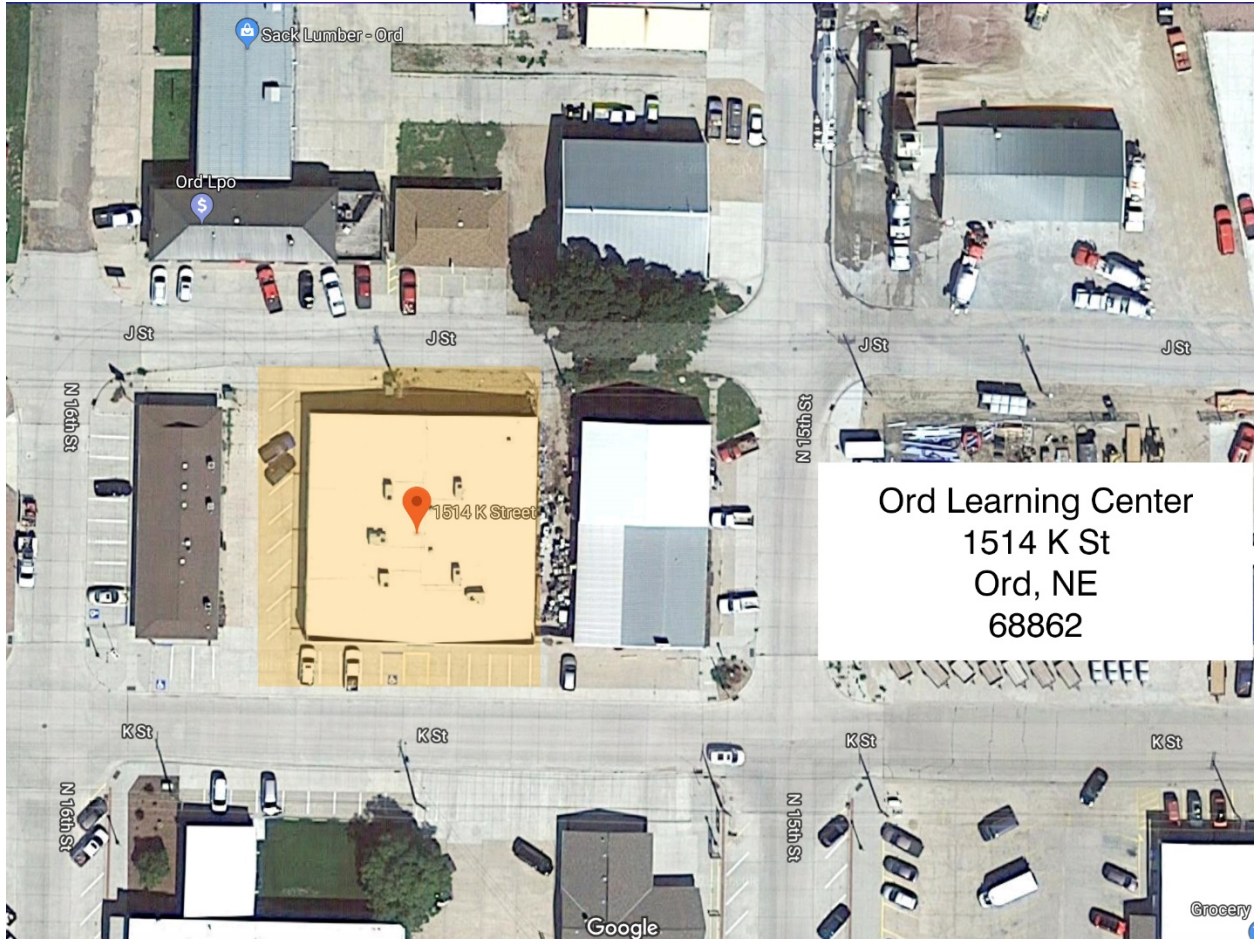 Sack Lumber - Ord
Ord Lpo
J St
J St
J St
J St
N 16th St
N 15th St
1514 K Street
Ord Learning Center
1514 K St
Ord, NE
68862
K St
K St
K St
K St
N 16th St
N 15th St
Grocery
Google